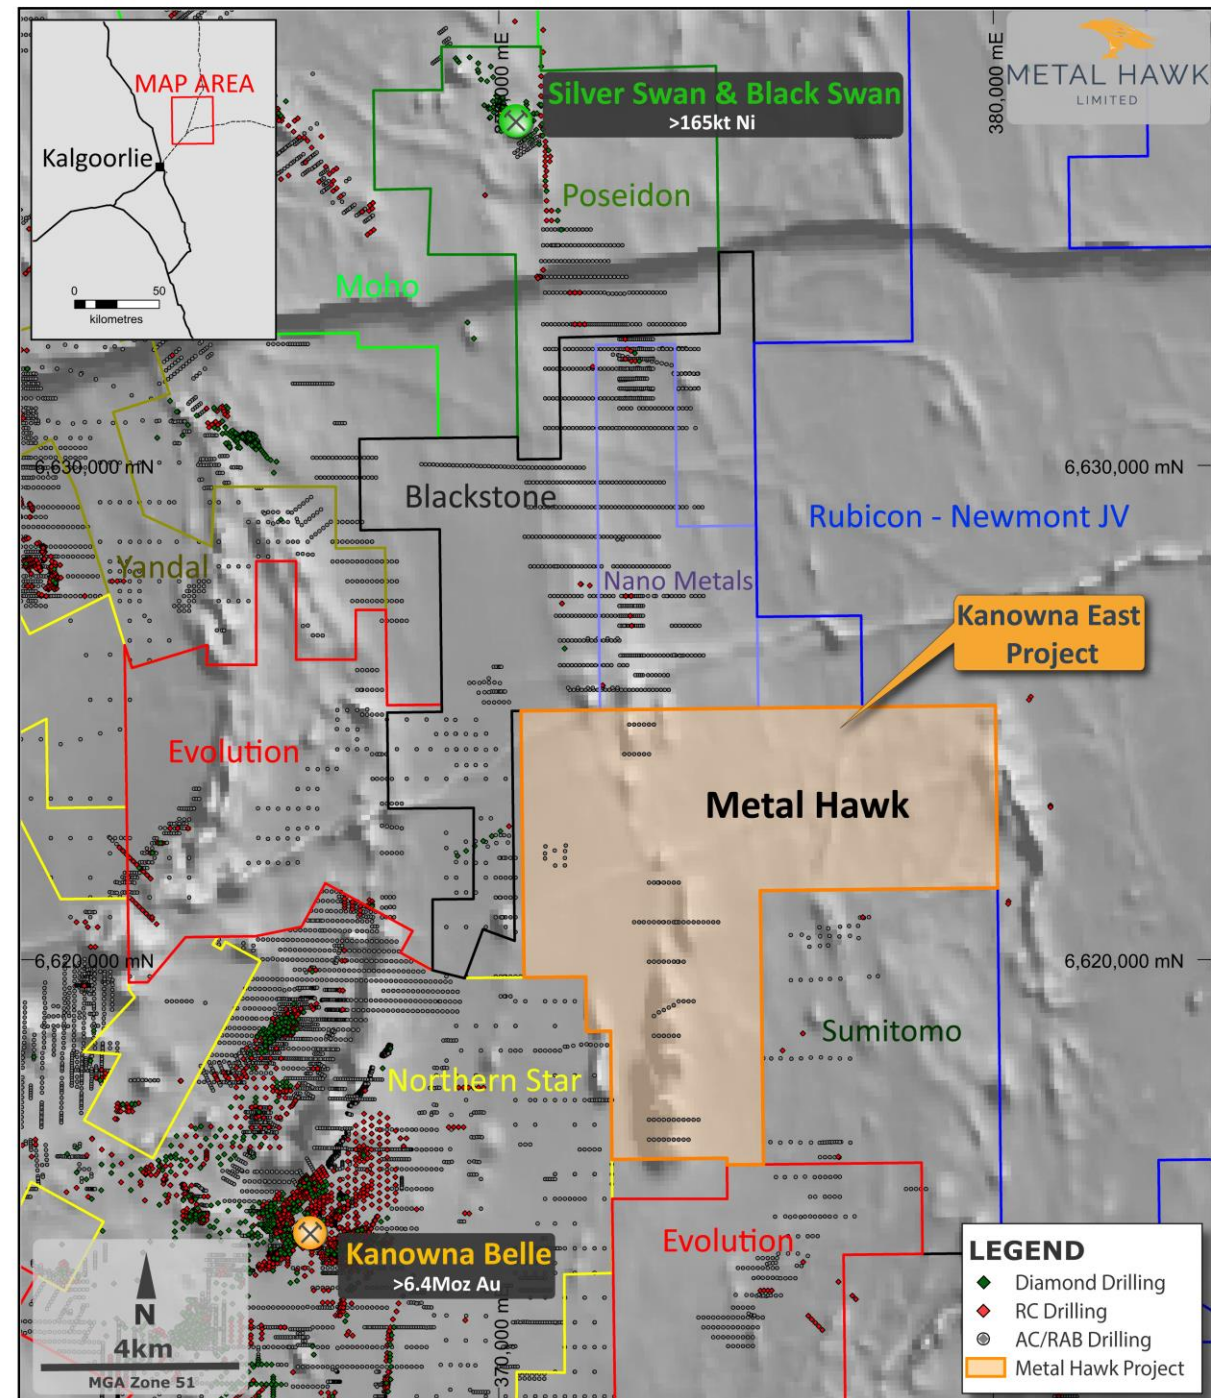 MAP AREA
Kalgoorlie
0 50
kilometres
mE
380,000 mE
METAL HAWK
LIMITED
Silver Swan & Black Swan
>165kt Ni
Poseidon
Moho
6,630,000 mN
6,630,000 mN
Blackstone
Rubicon - Newmont JV
Yandal
Nano Metals
Kanowna East
Project
Evolution
Metal Hawk
6,620,000 mN
6,620,000 mN
Sumitomo
Northern Star
Evolution
Kanowna Belle
>6.4Moz Au
370,000 m
N
4km
MGA Zone 51
LEGEND
Diamond Drilling
RC Drilling
AC/RAB Drilling
Metal Hawk Project